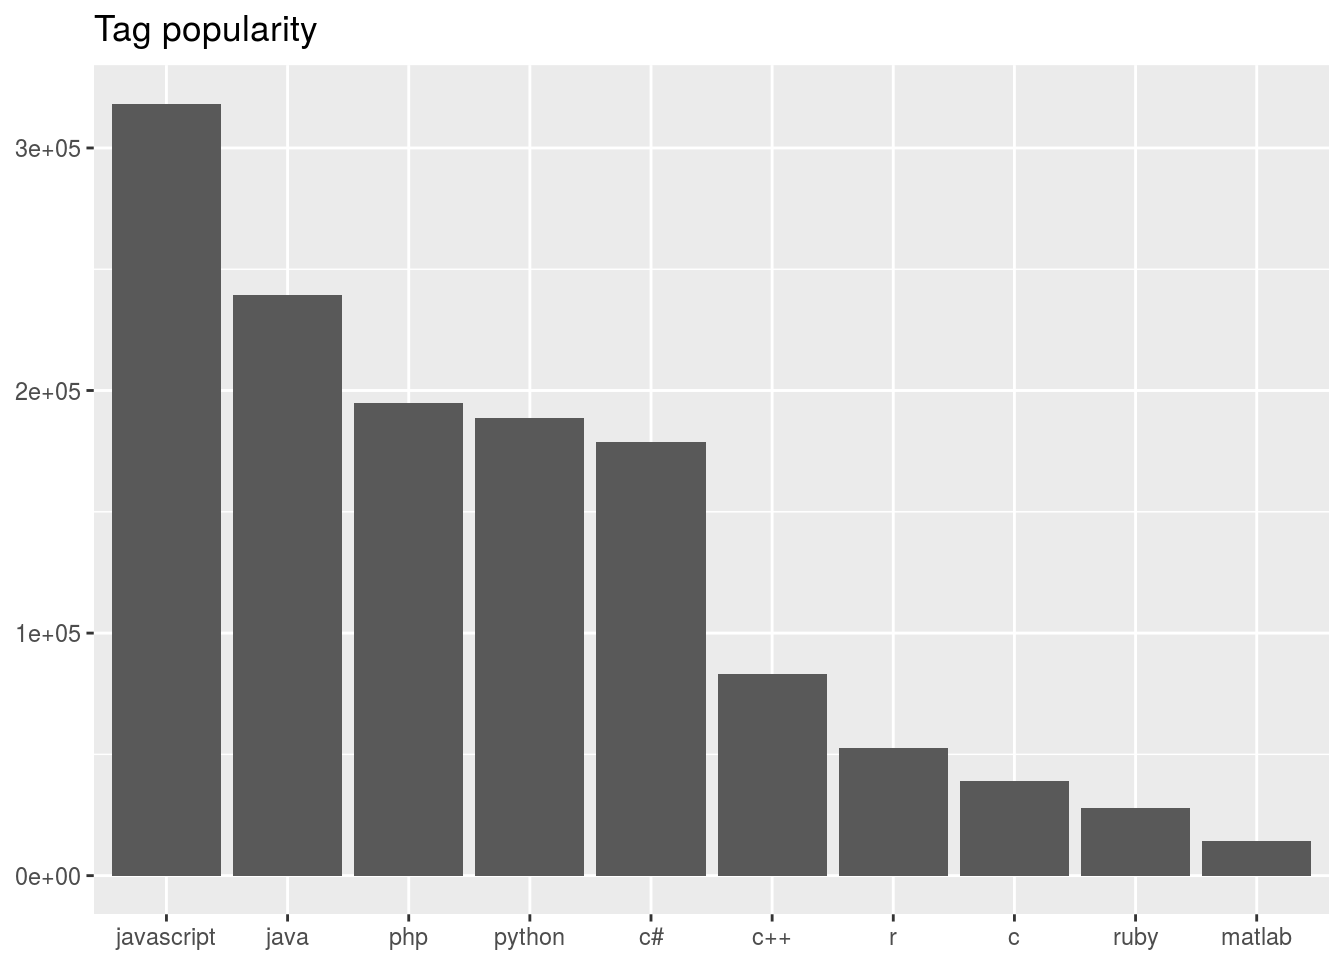 Tag popularity
3e+05
2e+05
1e+05
0e+00
javascript java php python c# c++ r c ruby matlab